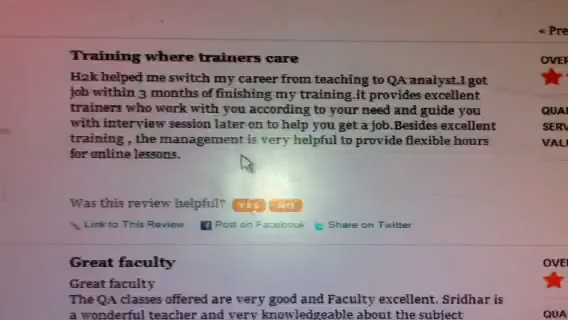 « Pre
Training where trainers care
OVER
H2k helped me switch my career from teaching to QA analyst.I got
job within 3 months of finishing my training.it provides excellent
trainers who work with you according to your need and guide you
QUAI
with interview session later on to help you get a job.Besides excellent
SERV
training , the management is very helpful to provide flexible hours
VALU
for online lessons.
Was this review helpful? YES NO
Link to This Review Post on Facebook Share on Twitter
Great faculty
OVER
Great faculty
The QA classes offered are very good and Faculty excellent. Sridhar is
a wonderful teacher and very knowledgeable about the subject
QUA